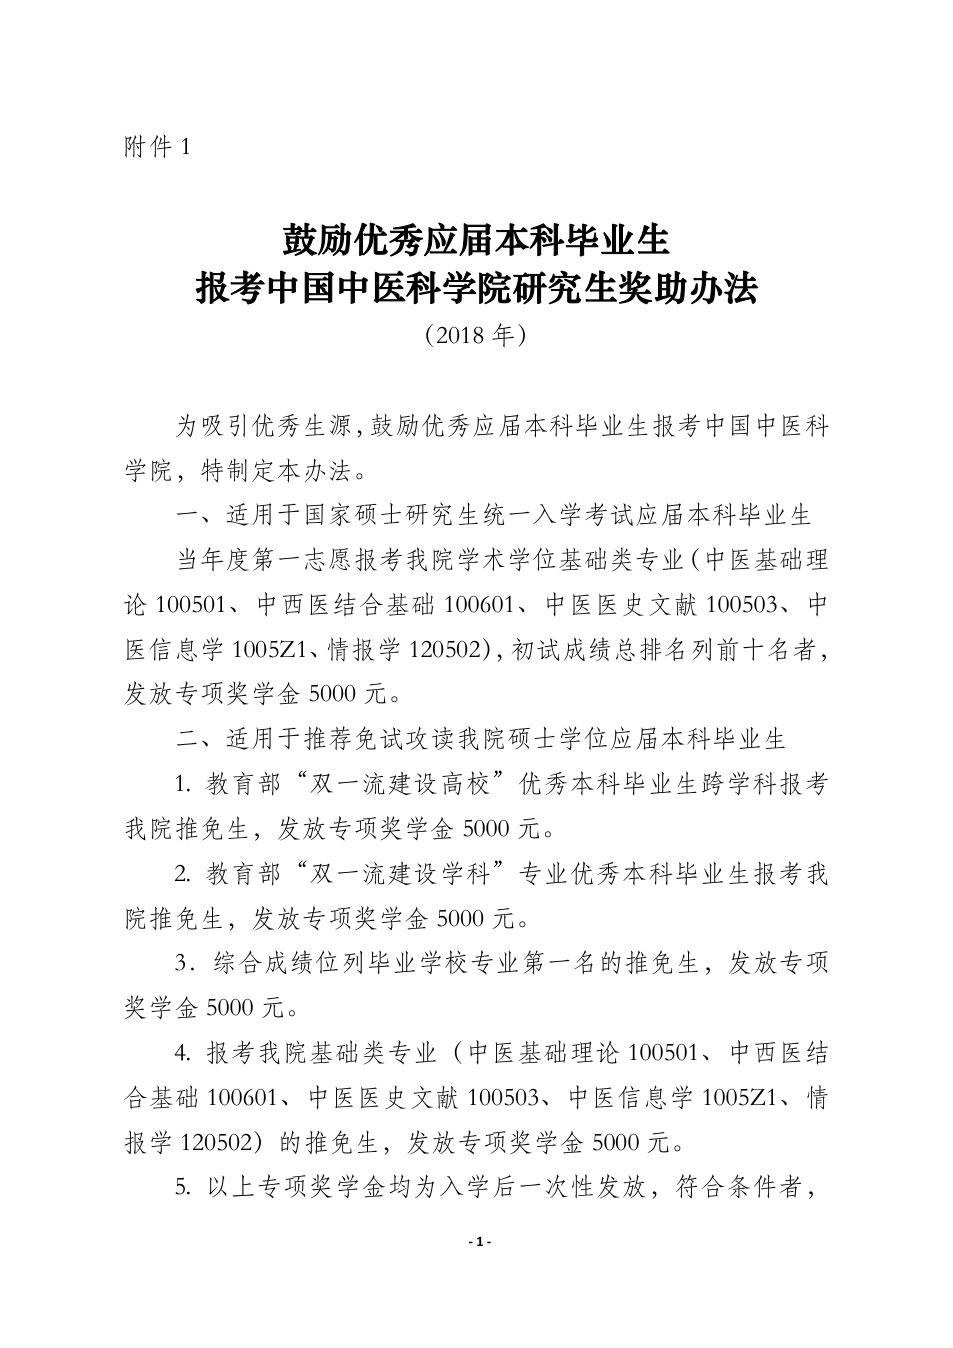 附件 1
鼓励优秀应届本科毕业生
报考中国中医科学院研究生奖助办法
（2018 年）
为吸引优秀生源，鼓励优秀应届本科毕业生报考中国中医科
学院，特制定本办法。
一、适用于国家硕士研究生统一入学考试应届本科毕业生
当年度第一志愿报考我院学术学位基础类专业（中医基础理
论 100501、中西医结合基础 100601、中医医史文献 100503、中
医信息学 1005Z1、情报学 120502），初试成绩总排名列前十名者，
发放专项奖学金 5000 元。
二、适用于推荐免试攻读我院硕士学位应届本科毕业生
1. 教育部“双一流建设高校”优秀本科毕业生跨学科报考
我院推免生，发放专项奖学金 5000 元。
2. 教育部“双一流建设学科”专业优秀本科毕业生报考我
院推免生，发放专项奖学金 5000 元。
3．综合成绩位列毕业学校专业第一名的推免生，发放专项
奖学金 5000 元。
4. 报考我院基础类专业（中医基础理论 100501、中西医结
合基础 100601、中医医史文献 100503、中医信息学 1005Z1、情
报学 120502）的推免生，发放专项奖学金 5000 元。
5. 以上专项奖学金均为入学后一次性发放，符合条件者，
- 1 -